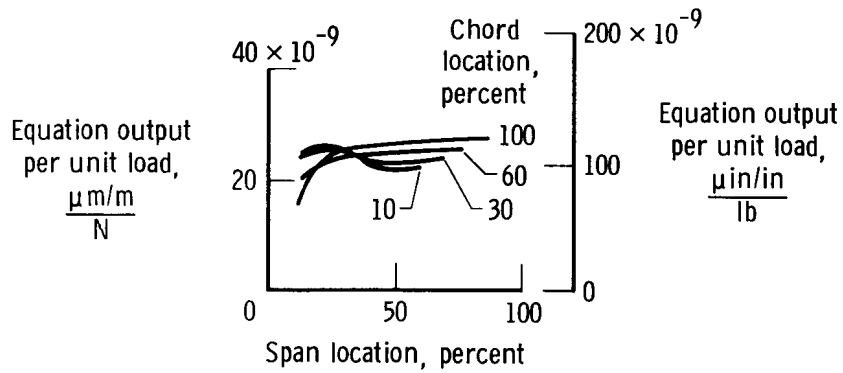 40 × 10⁻⁹
Chord
location,
percent
200 × 10⁻⁹
Equation output
per unit load,
μm/m
N
20
100
60
30
10
100
Equation output
per unit load,
μin/in
lb
0
0
50
100
Span location, percent